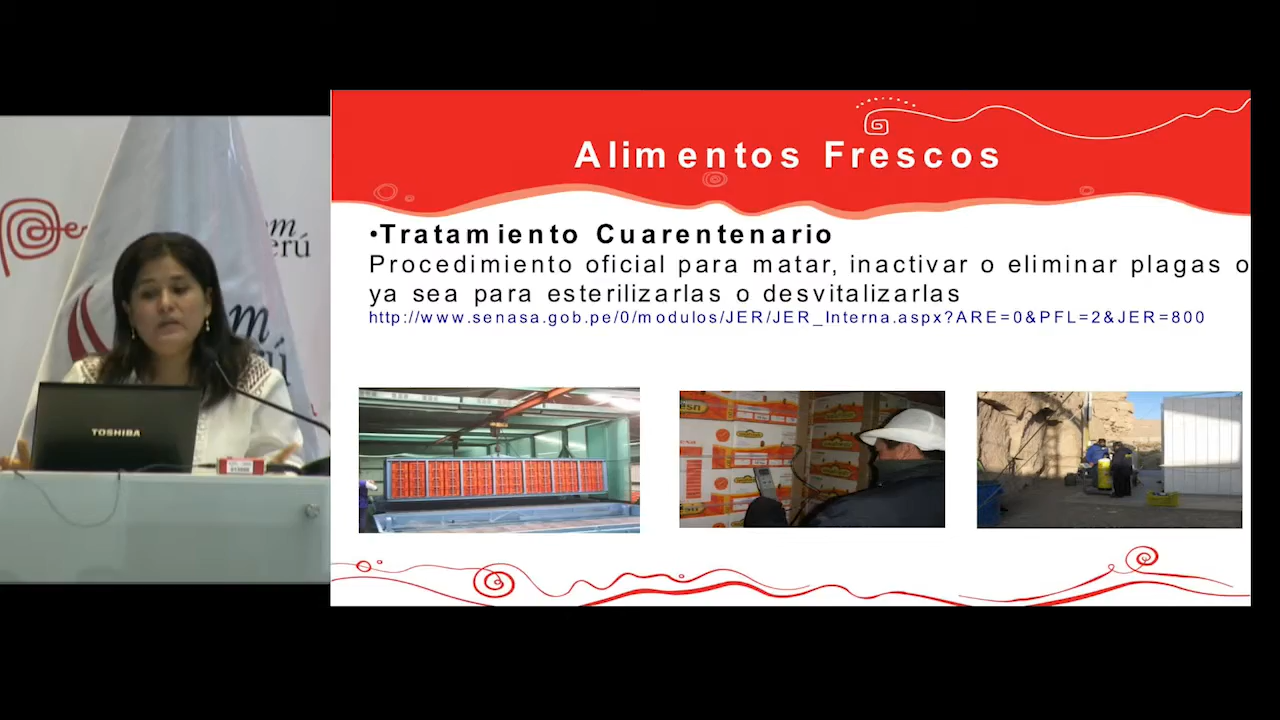 Alimentos Frescos
•Tratamiento Cuarentenario
Procedimiento oficial para matar, inactivar o eliminar plagas o
ya sea para esterilizarlas o desvitalizarlas
http://www.senasa.gob.pe/0/modulos/JER/JER_Interna.aspx?ARE=0&PFL=2&JER=800
TOSHIBA